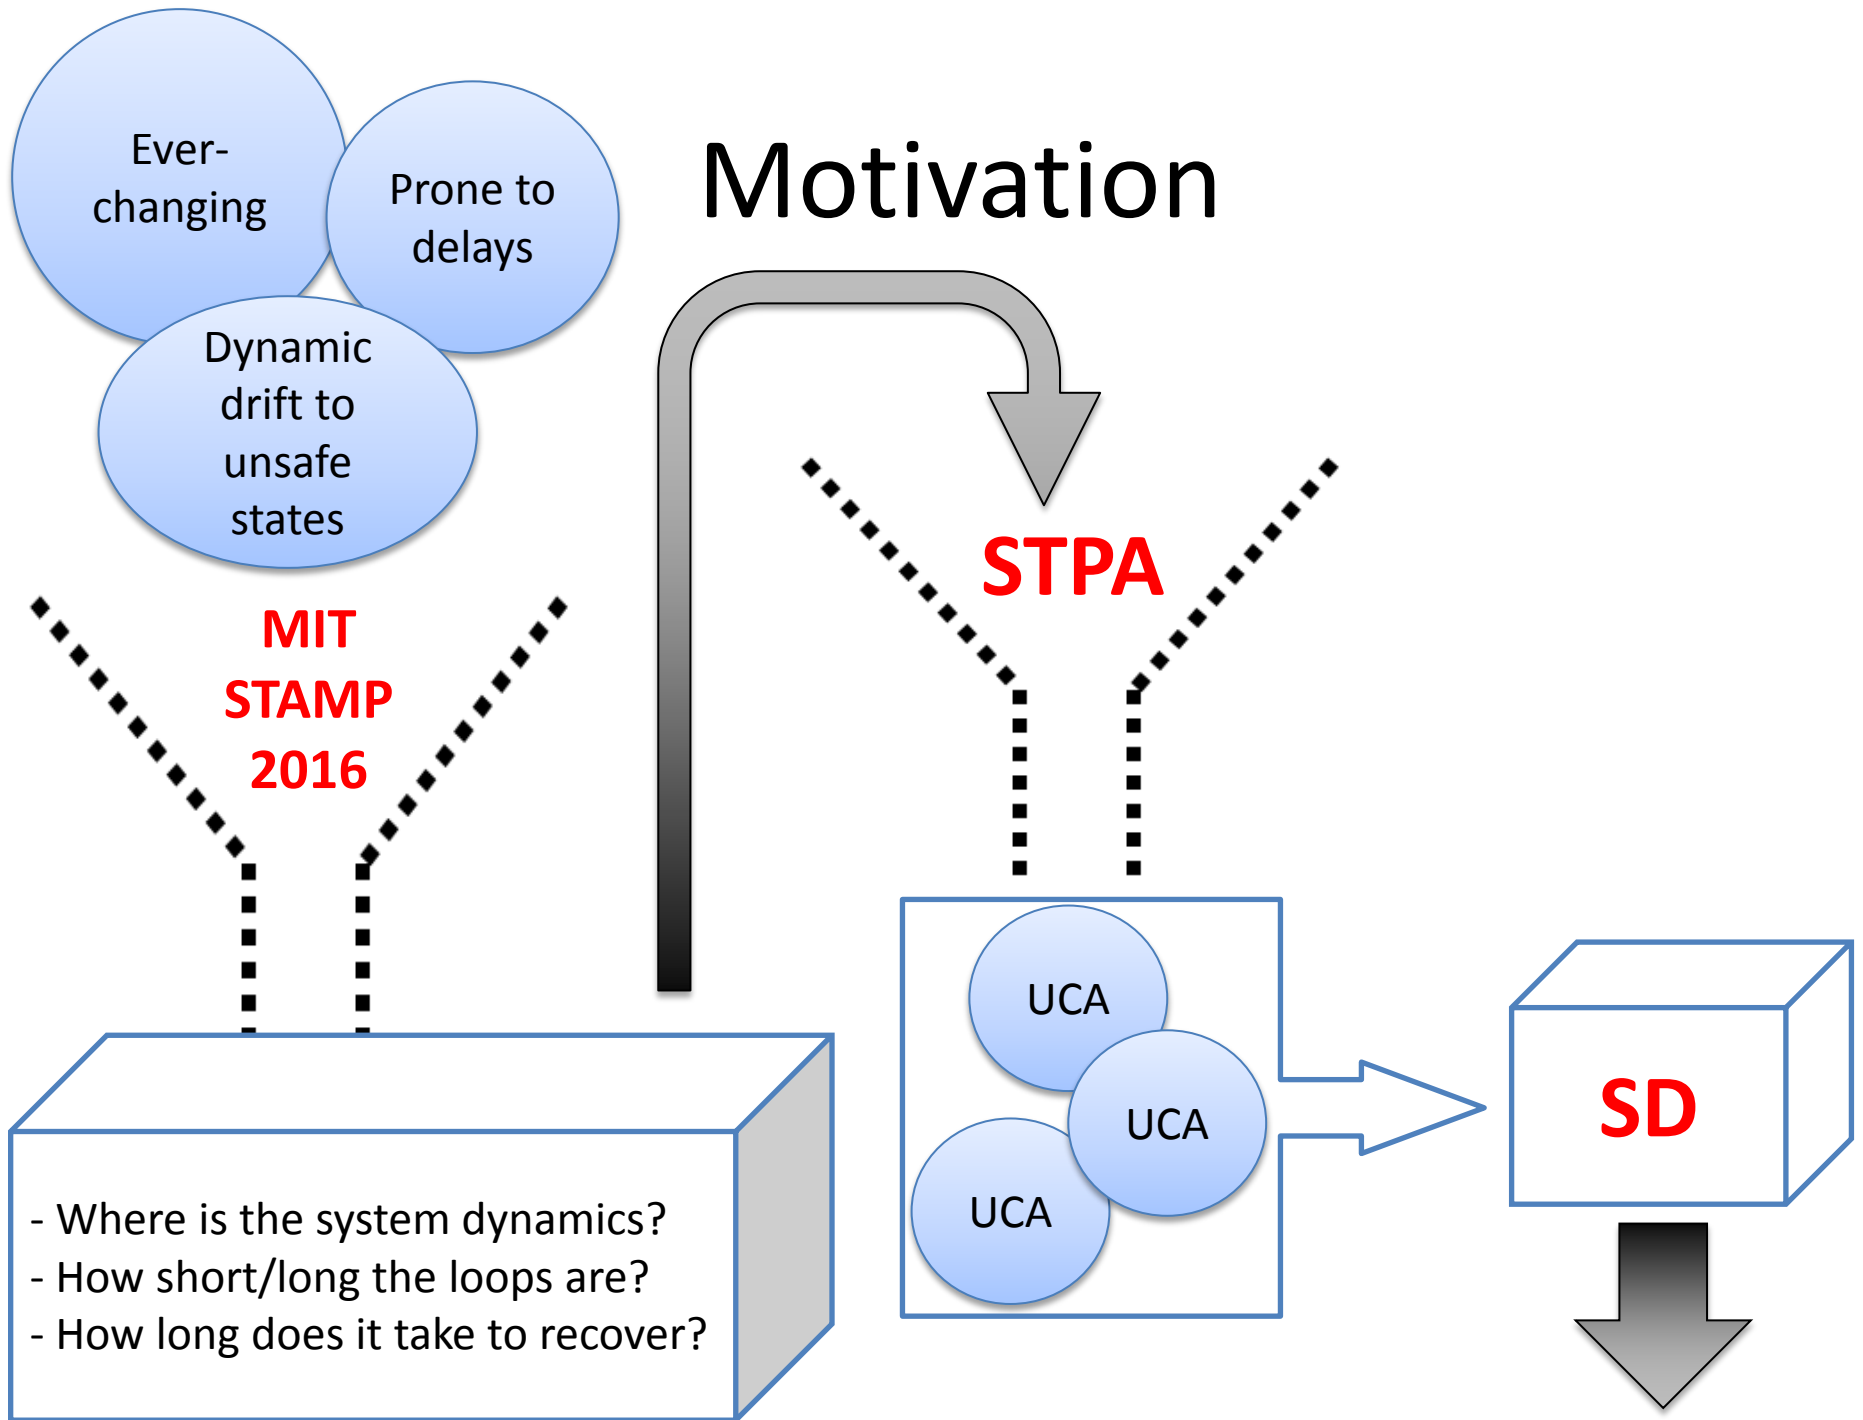 Motivation
Ever-
changing
Prone to
delays
Dynamic
drift to
unsafe
states
MIT
STAMP
2016
- Where is the system dynamics?
- How short/long the loops are?
- How long does it take to recover?
STPA
UCA
UCA
UCA
SD